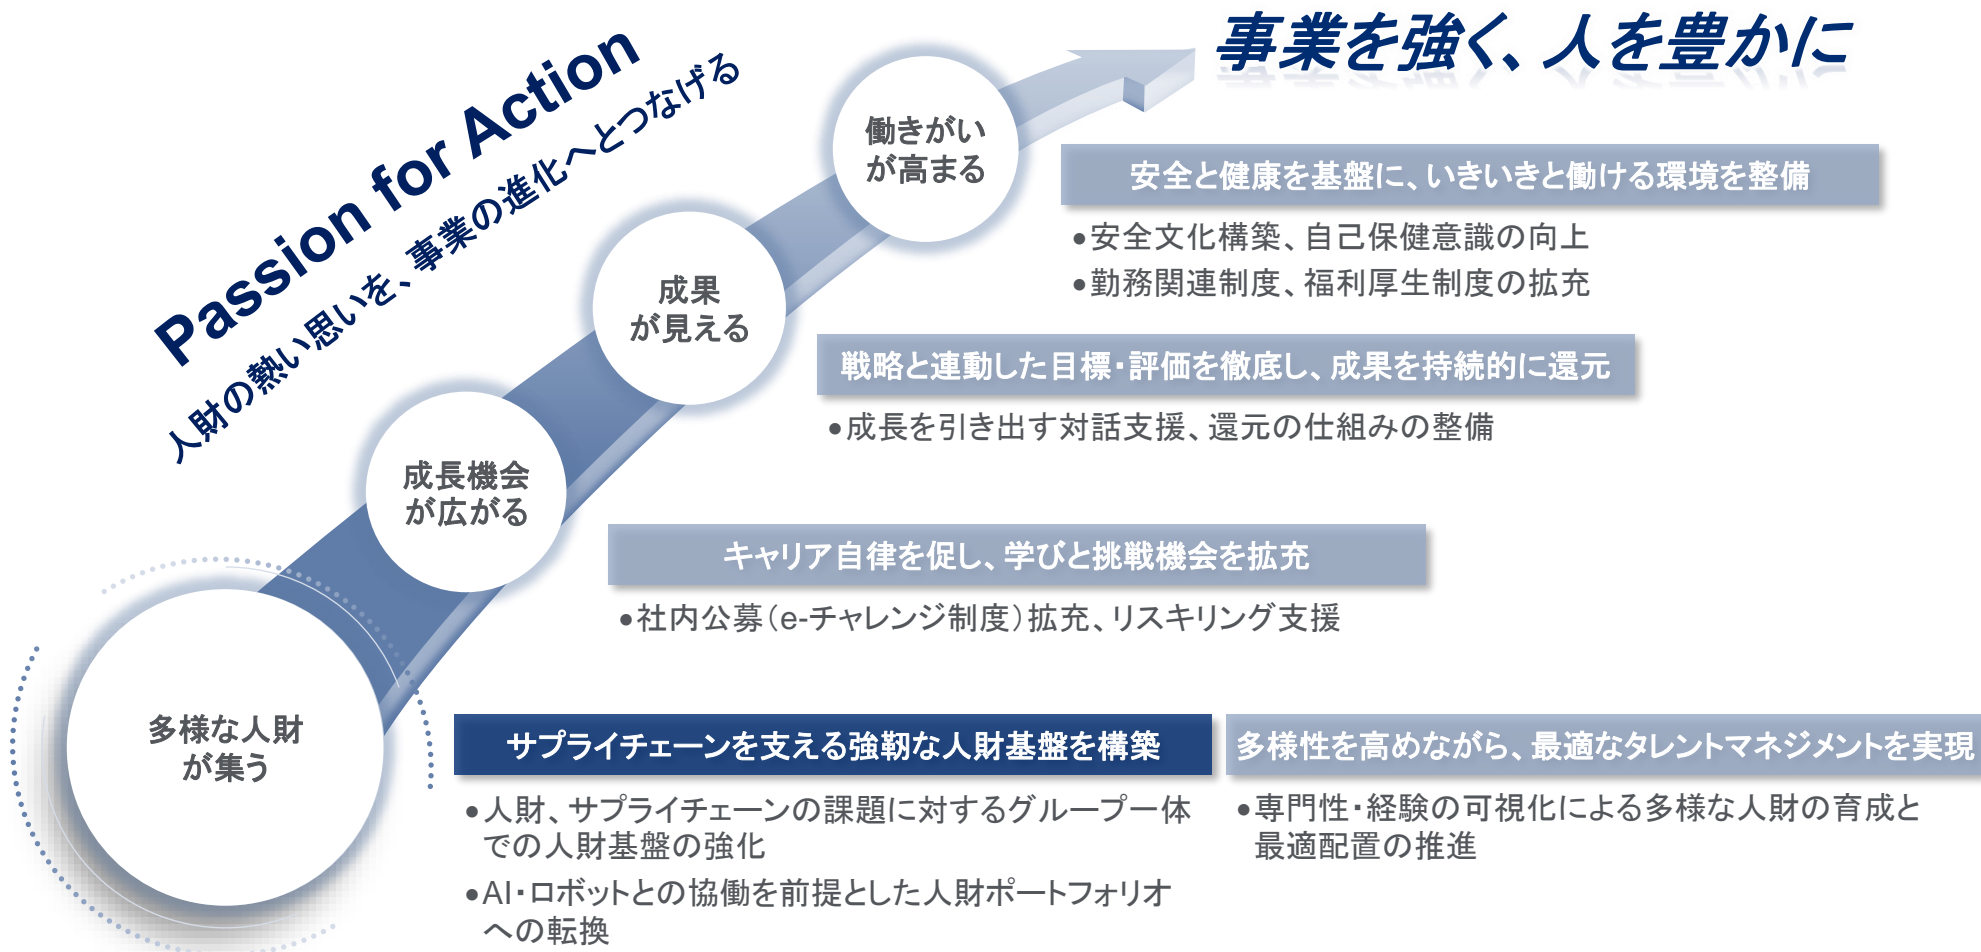 事業を強く、人を豊かに
Passion for Action
人財の熱い思いを、事業の進化へとつなげる
働きがい
が高まる
安全と健康を基盤に、いきいきと働ける環境を整備
•安全文化構築、自己保健意識の向上
•勤務関連制度、福利厚生制度の拡充
成果
が見える
戦略と連動した目標・評価を徹底し、成果を持続的に還元
•成長を引き出す対話支援、還元の仕組みの整備
成長機会
が広がる
キャリア自律を促し、学びと挑戦機会を拡充
•社内公募（e-チャレンジ制度）拡充、リスキリング支援
多様な人財
が集う
サプライチェーンを支える強靭な人財基盤を構築
•人財、サプライチェーンの課題に対するグループ一体
での人財基盤の強化
•AI・ロボットとの協働を前提とした人財ポートフォリオ
への転換
多様性を高めながら、最適なタレントマネジメントを実現
•専門性・経験の可視化による多様な人財の育成と
最適配置の推進